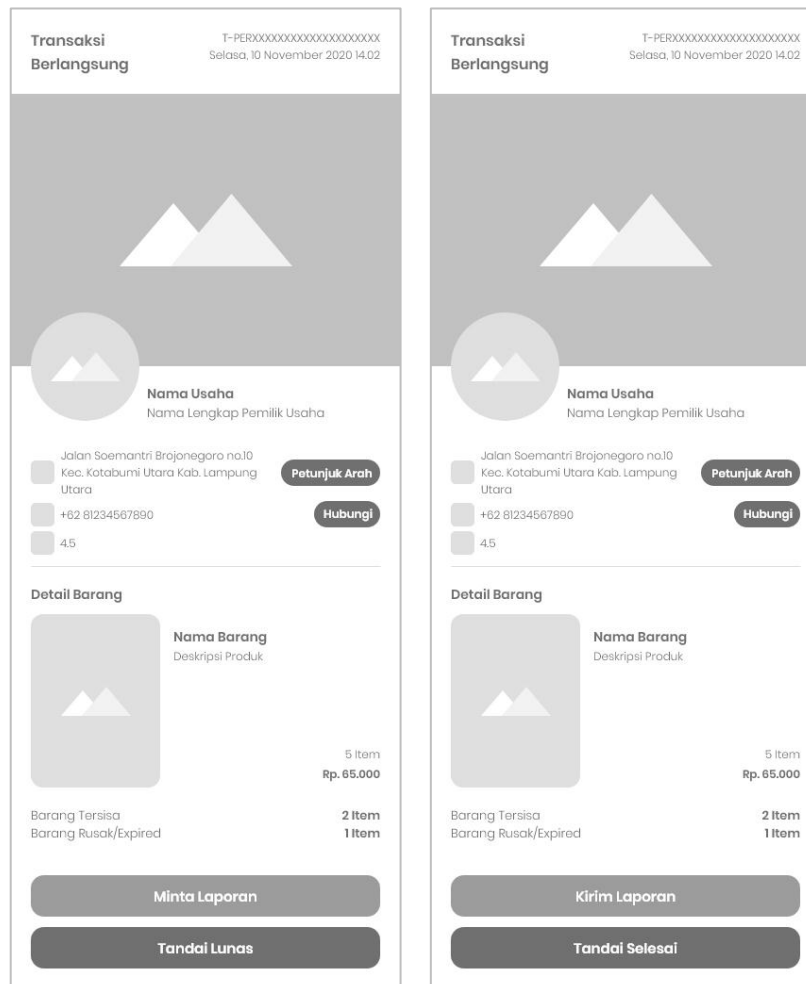 Transaksi
Berlangsung
T-PERXXXXXXXXXXXXXXXXXXXX
Selasa, 10 November 2020 14.02
Nama Usaha
Nama Lengkap Pemilik Usaha
Jalan Soemantri Brojonegoro no.10
Kec. Kotabumi Utara Kab. Lampung
Utara
Petunjuk Arah
+62 81234567890
Hubungi
4.5
Detail Barang
Nama Barang
Deskripsi Produk
5 Item
Rp. 65.000
Barang Tersisa
2 Item
Barang Rusak/Expired
1 Item
Minta Laporan
Tandai Lunas
Transaksi
Berlangsung
T-PERXXXXXXXXXXXXXXXXXXXX
Selasa, 10 November 2020 14.02
Nama Usaha
Nama Lengkap Pemilik Usaha
Jalan Soemantri Brojonegoro no.10
Kec. Kotabumi Utara Kab. Lampung
Utara
Petunjuk Arah
+62 81234567890
Hubungi
4.5
Detail Barang
Nama Barang
Deskripsi Produk
5 Item
Rp. 65.000
Barang Tersisa
2 Item
Barang Rusak/Expired
1 Item
Kirim Laporan
Tandai Selesai